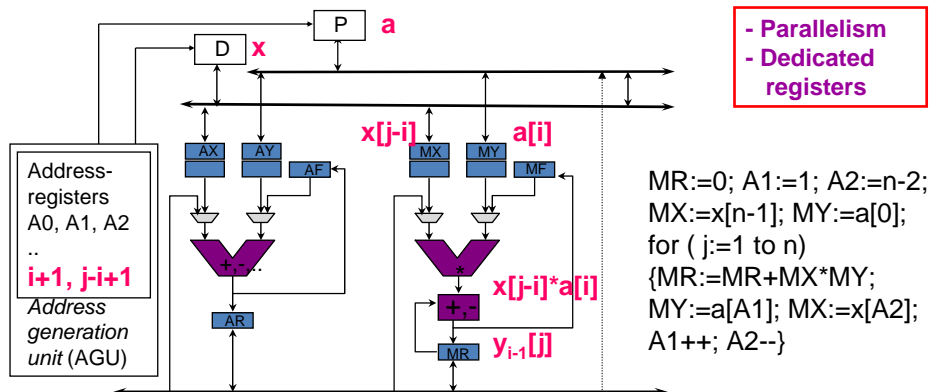 P
a
D
x
- Parallelism
- Dedicated
registers
x[j-i]
a[i]
AX
AY
AF
MX
MY
MF
Address-
registers
A0, A1, A2
..
i+1, j-i+1
Address
generation
unit (AGU)
+,-...
*
x[j-i]*a[i]
+,-
AR
MR
yi-1[j]
MR:=0; A1:=1; A2:=n-2;
MX:=x[n-1]; MY:=a[0];
for ( j:=1 to n)
{MR:=MR+MX*MY;
MY:=a[A1]; MX:=x[A2];
A1++; A2--}